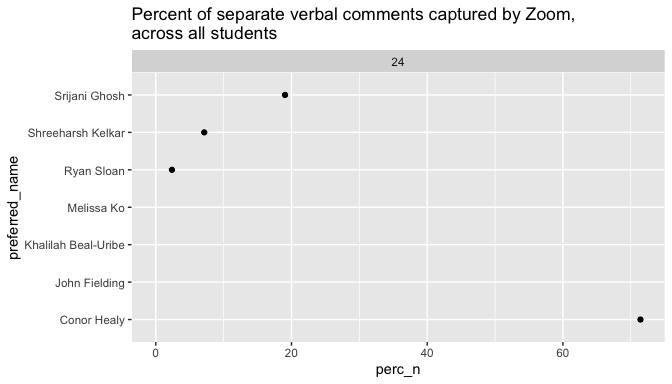 Percent of separate verbal comments captured by Zoom,
across all students
24
Srijani Ghosh
Shreeharsh Kelkar
Ryan Sloan
Melissa Ko
Khalilah Beal-Uribe
John Fielding
Conor Healy
preferred_name
0 20 40 60
perc_n